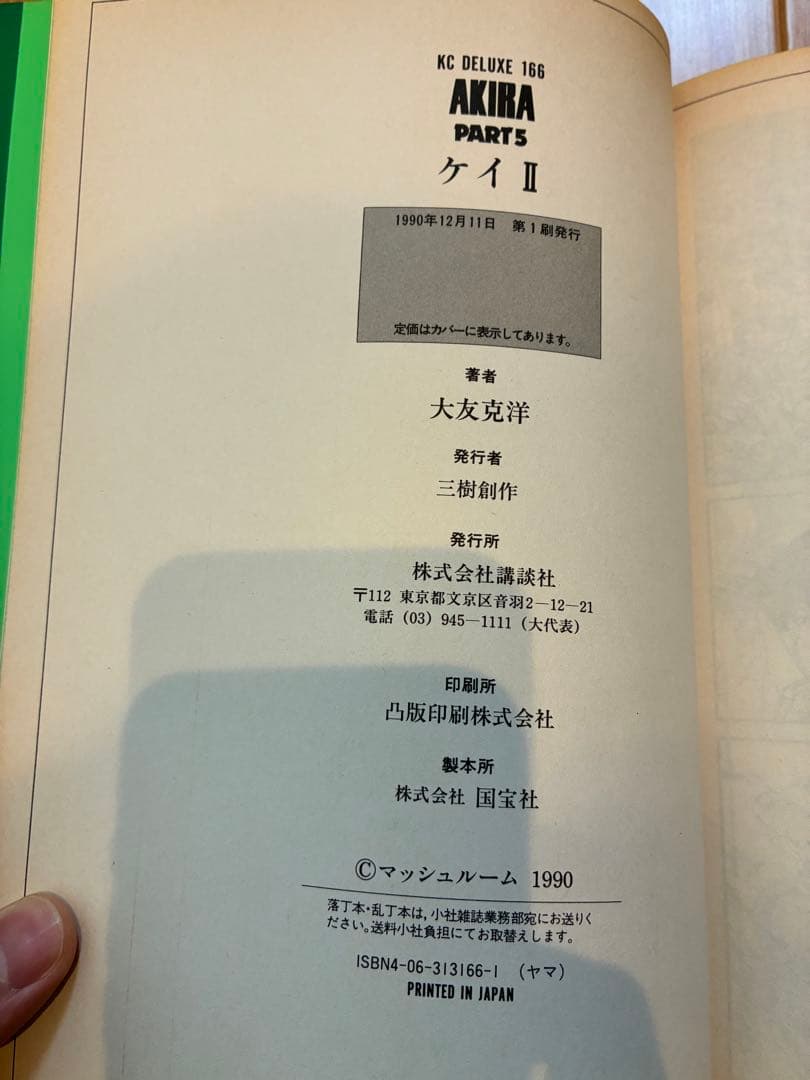 KC DELUXE 166
AKIRA
PART5
ケイⅡ
1990年12月11日 第1刷発行
定価はカバーに表示してあります。
著者
大友克洋
発行者
三樹創作
発行所
株式会社講談社
〒112 東京都文京区音羽2―12―21
電話 (03) 945―1111 (大代表)
印刷所
凸版印刷株式会社
製本所
株式会社 国宝社
©マッシュルーム 1990
落丁本・乱丁本は,小社雑誌業務部宛にお送りく
ださい。送料小社負担にてお取替えします。
ISBN4-06-313166-1 (ヤマ)
PRINTED IN JAPAN